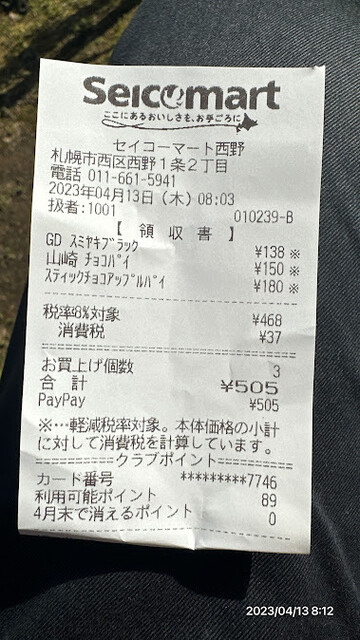 Seicomart
ここにあるおいしさを、お手ごろに
セイコーマート西野
札幌市西区西野1条2丁目
電話 011-661-5941
2023年04月13日（木）08:03
扱者:1001 010239-B
【 領 収 書 】
GD スミヤキブラック ¥138 ※
山崎 チョコパイ ¥150 ※
スティックチョコアップルパイ ¥180 ※
税率8%対象 ¥468
消費税 ¥37
お買上げ個数 3
合 計 ¥505
PayPay ¥505
※…軽減税率対象。本体価格の小計
に対して消費税を計算しています。
クラブポイント
カード番号 *********7746
利用可能ポイント 89
4月末で消えるポイント 0
2023/04/13 8:12